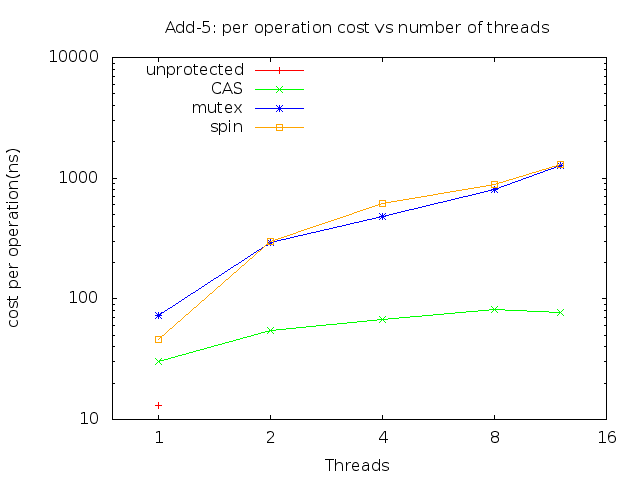 Add-5: per operation cost vs number of threads
10000
1000
100
10
cost per operation(ns)
unprotected
CAS
mutex
spin
1 2 4 8 16
Threads